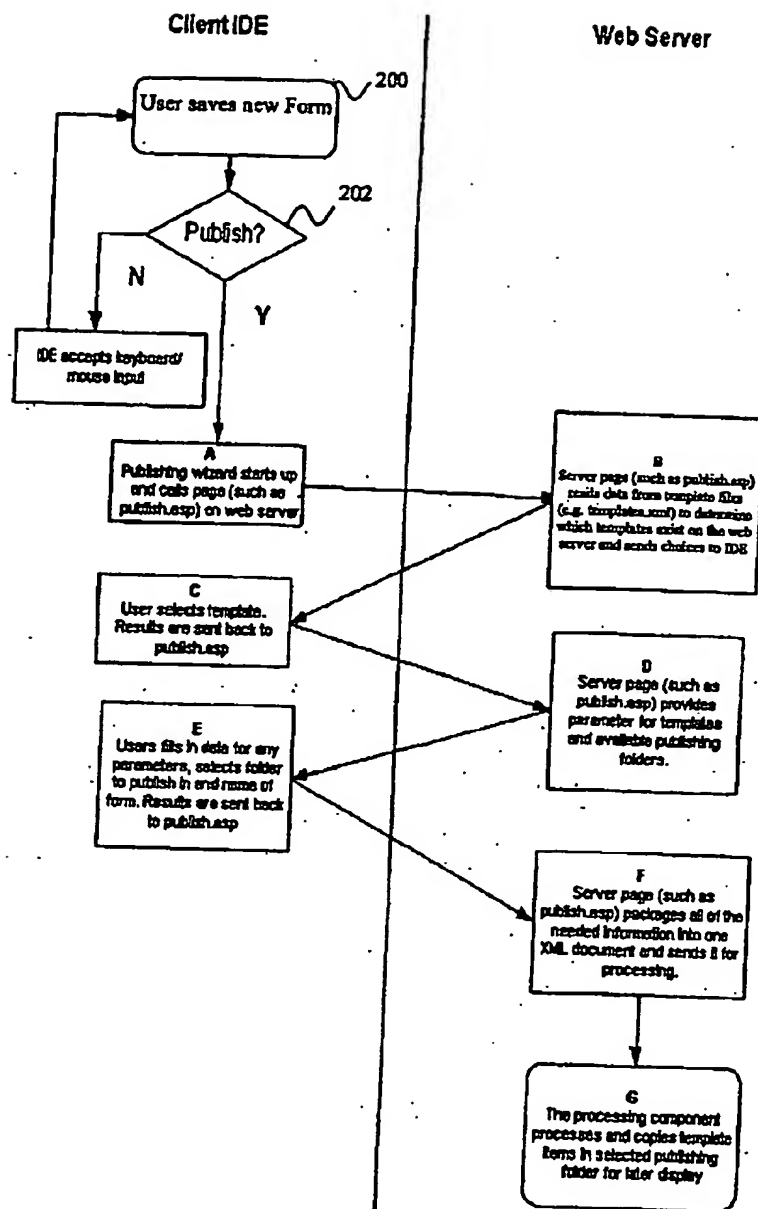 Client IDE
Web Server
200
User saves new Form
202
Publish?
N
Y
IDE accepts keyboard/
mouse input
A
Publishing wizard starts up
and calls page (such as
publish.asp) on web server
B
Server page (such as publish.asp)
reads data from template files
(e.g. templates.xml) to determine
which templates exist on the web
server and sends choices to IDE
C
User selects template.
Results are sent back to
publish.asp
D
Server page (such as
publish.asp) provides
parameter for templates
and available publishing
folders.
E
Users fills in data for any
parameters, selects folder
to publish in and name of
form. Results are sent back
to publish.asp
F
Server page (such as
publish.asp) packages all of the
needed information into one
XML document and sends it for
processing.
G
The processing component
processes and copies template
items in selected publishing
folder for later display